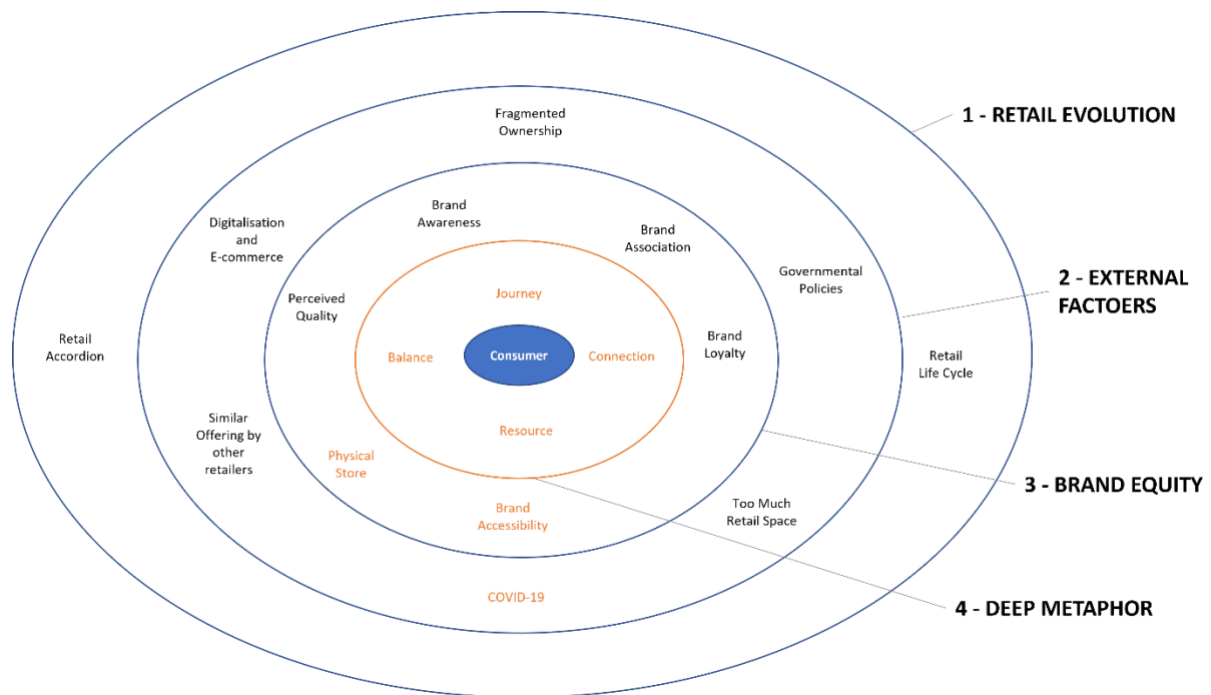 1 - RETAIL EVOLUTION
Fragmented
Ownership
Brand
Awareness
Digitalisation
and
E-commerce
Brand
Association
Governmental
Policies
2 - EXTERNAL
FACTOERS
Journey
Perceived
Quality
Retail
Accordion
Balance
Consumer
Connection
Brand
Loyalty
Retail
Life Cycle
Similar
Offering by
other
retailers
Resource
Physical
Store
3 - BRAND EQUITY
Brand
Accessibility
Too Much
Retail Space
COVID-19
4 - DEEP METAPHOR